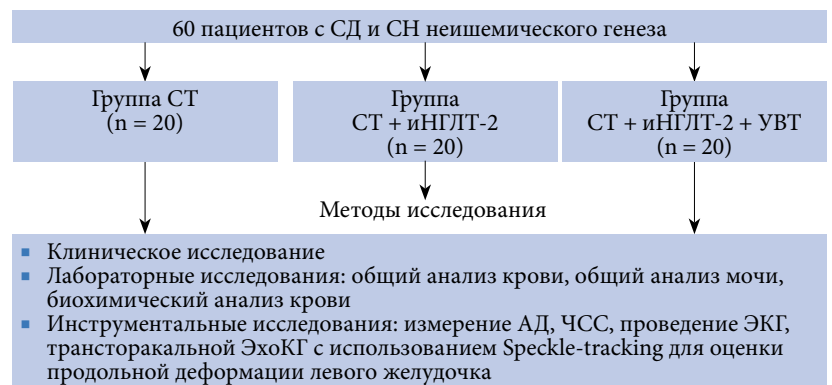 60 пациентов с СД и СН неишемического генеза
Группа СТ
(n = 20)
Группа
СТ + иНГЛТ-2
(n = 20)
Группа
СТ + иНГЛТ-2 + УВТ
(n = 20)
Методы исследования
▪ Клиническое исследование
▪ Лабораторные исследования: общий анализ крови, общий анализ мочи,
биохимический анализ крови
▪ Инструментальные исследования: измерение АД, ЧСС, проведение ЭКГ,
трансторакальной ЭхоКГ с использованием Speckle-tracking для оценки
продольной деформации левого желудочка